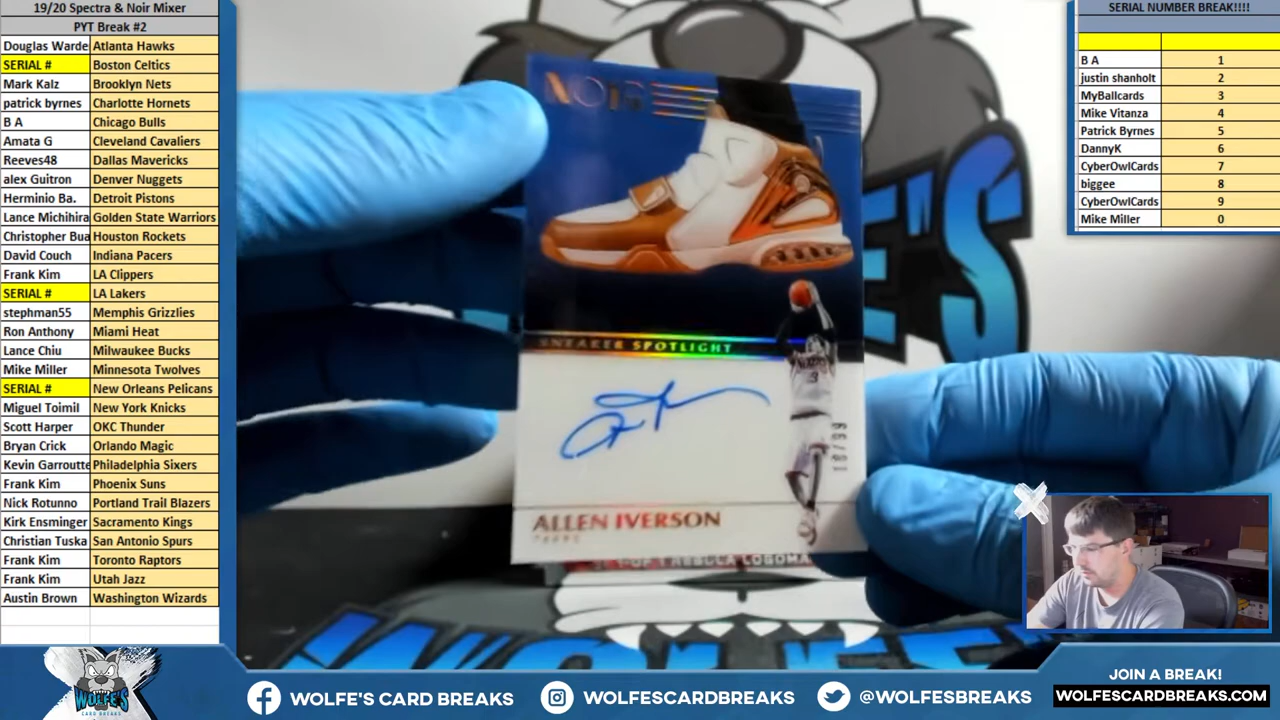 19/20 Spectra & Noir Mixer
PYT Break #2
Douglas Warde Atlanta Hawks
SERIAL # Boston Celtics
Mark Kalz Brooklyn Nets
patrick byrnes Charlotte Hornets
B A Chicago Bulls
Amata G Cleveland Cavaliers
Reeves48 Dallas Mavericks
alex Guitron Denver Nuggets
Herminio Ba. Detroit Pistons
Lance Michihira Golden State Warriors
Christopher Bua Houston Rockets
David Couch Indiana Pacers
Frank Kim LA Clippers
SERIAL # LA Lakers
stephman55 Memphis Grizzlies
Ron Anthony Miami Heat
Lance Chiu Milwaukee Bucks
Mike Miller Minnesota Twolves
SERIAL # New Orleans Pelicans
Miguel Toimil New York Knicks
Scott Harper OKC Thunder
Bryan Crick Orlando Magic
Kevin Garroutte Philadelphia Sixers
Frank Kim Phoenix Suns
Nick Rotunno Portland Trail Blazers
Kirk Ensminger Sacramento Kings
Christian Tuska San Antonio Spurs
Frank Kim Toronto Raptors
Frank Kim Utah Jazz
Austin Brown Washington Wizards
NOIR
SNEAKER SPOTLIGHT
3
ALLEN IVERSON
76ERS
WOLFE'S
SERIAL NUMBER BREAK!!!!
B A 1
justin shanholt 2
MyBallcards 3
Mike Vitanza 4
Patrick Byrnes 5
DannyK 6
CyberOwlCards 7
biggee 8
CyberOwlCards 9
Mike Miller 0
WOLFE'S
CARD BREAKS
WOLFE'S CARD BREAKS
WOLFESCARDBREAKS
@WOLFESBREAKS
JOIN A BREAK!
WOLFESCARDBREAKS.COM